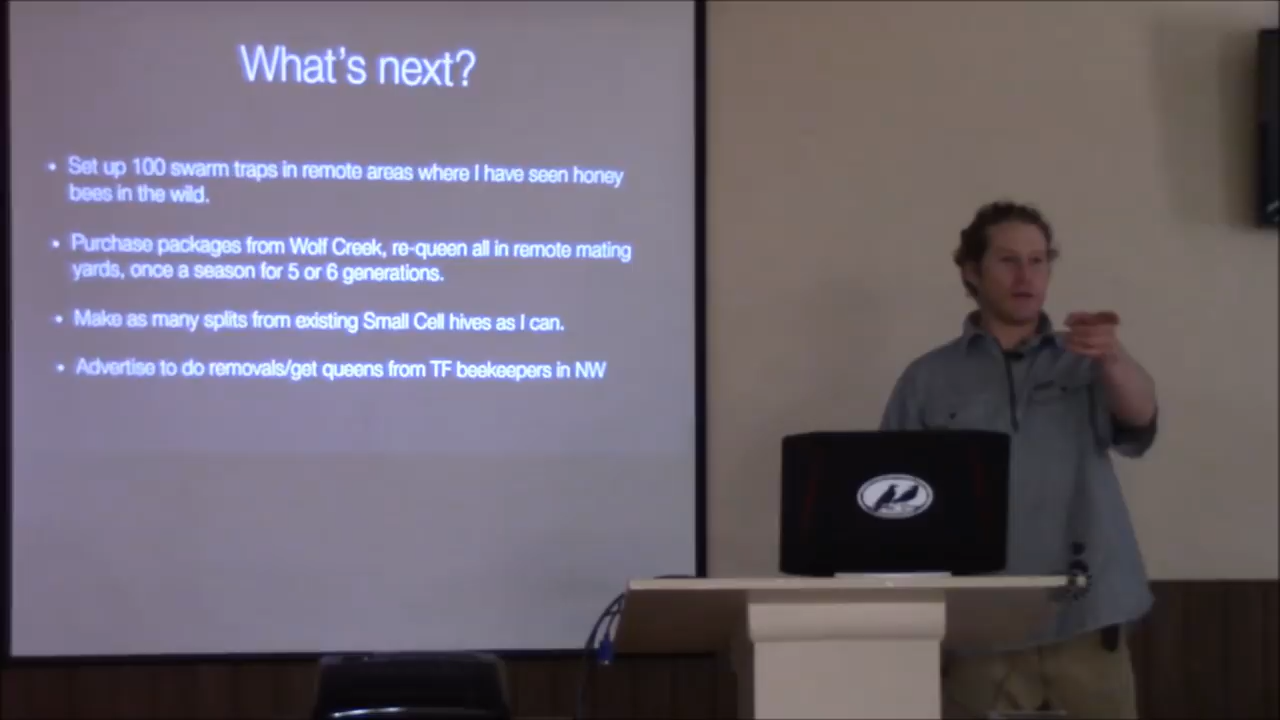 What's next?
• Set up 100 swarm traps in remote areas where I have seen honey
bees in the wild.
• Purchase packages from Wolf Creek, re-queen all in remote mating
yards, once a season for 5 or 6 generations.
• Make as many splits from existing Small Cell hives as I can.
• Advertise to do removals/get queens from TF beekeepers in NW